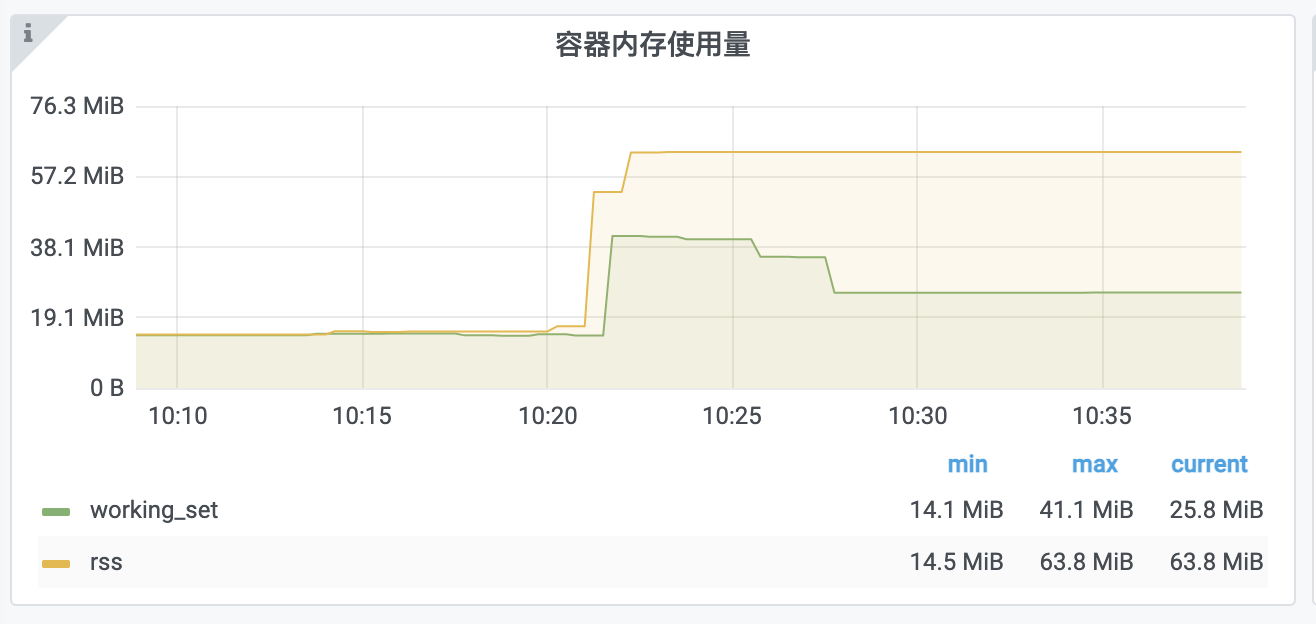 i
容器内存使用量
76.3 MiB
57.2 MiB
38.1 MiB
19.1 MiB
0 B
10:10 10:15 10:20 10:25 10:30 10:35
min max current
working_set 14.1 MiB 41.1 MiB 25.8 MiB
rss 14.5 MiB 63.8 MiB 63.8 MiB